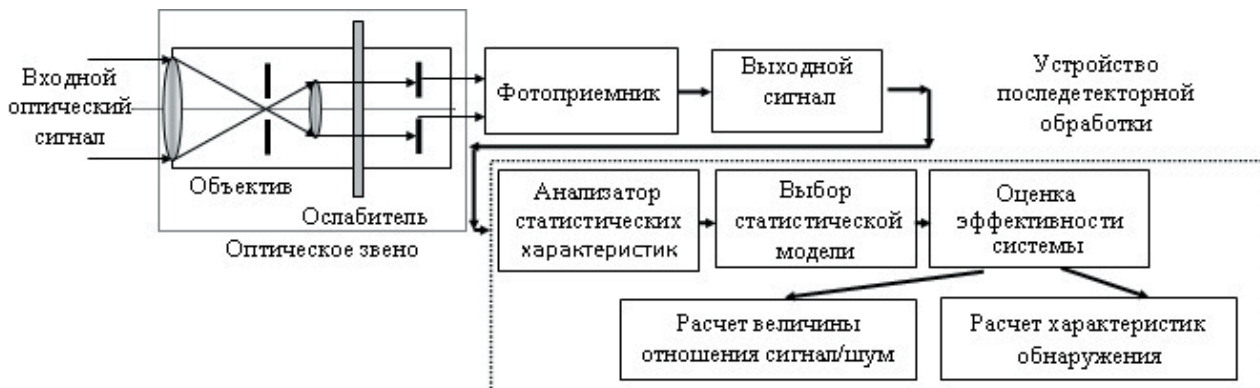 Входной
оптический
сигнал
Объектив
Ослабитель
Оптическое звено
Фотоприемник
Выходной
сигнал
Устройство
последетекторной
обработки
Анализатор
статистических
характеристик
Выбор
статистической
модели
Оценка
эффективности
системы
Расчет величины
отношения сигнал/шум
Расчет характеристик
обнаружения